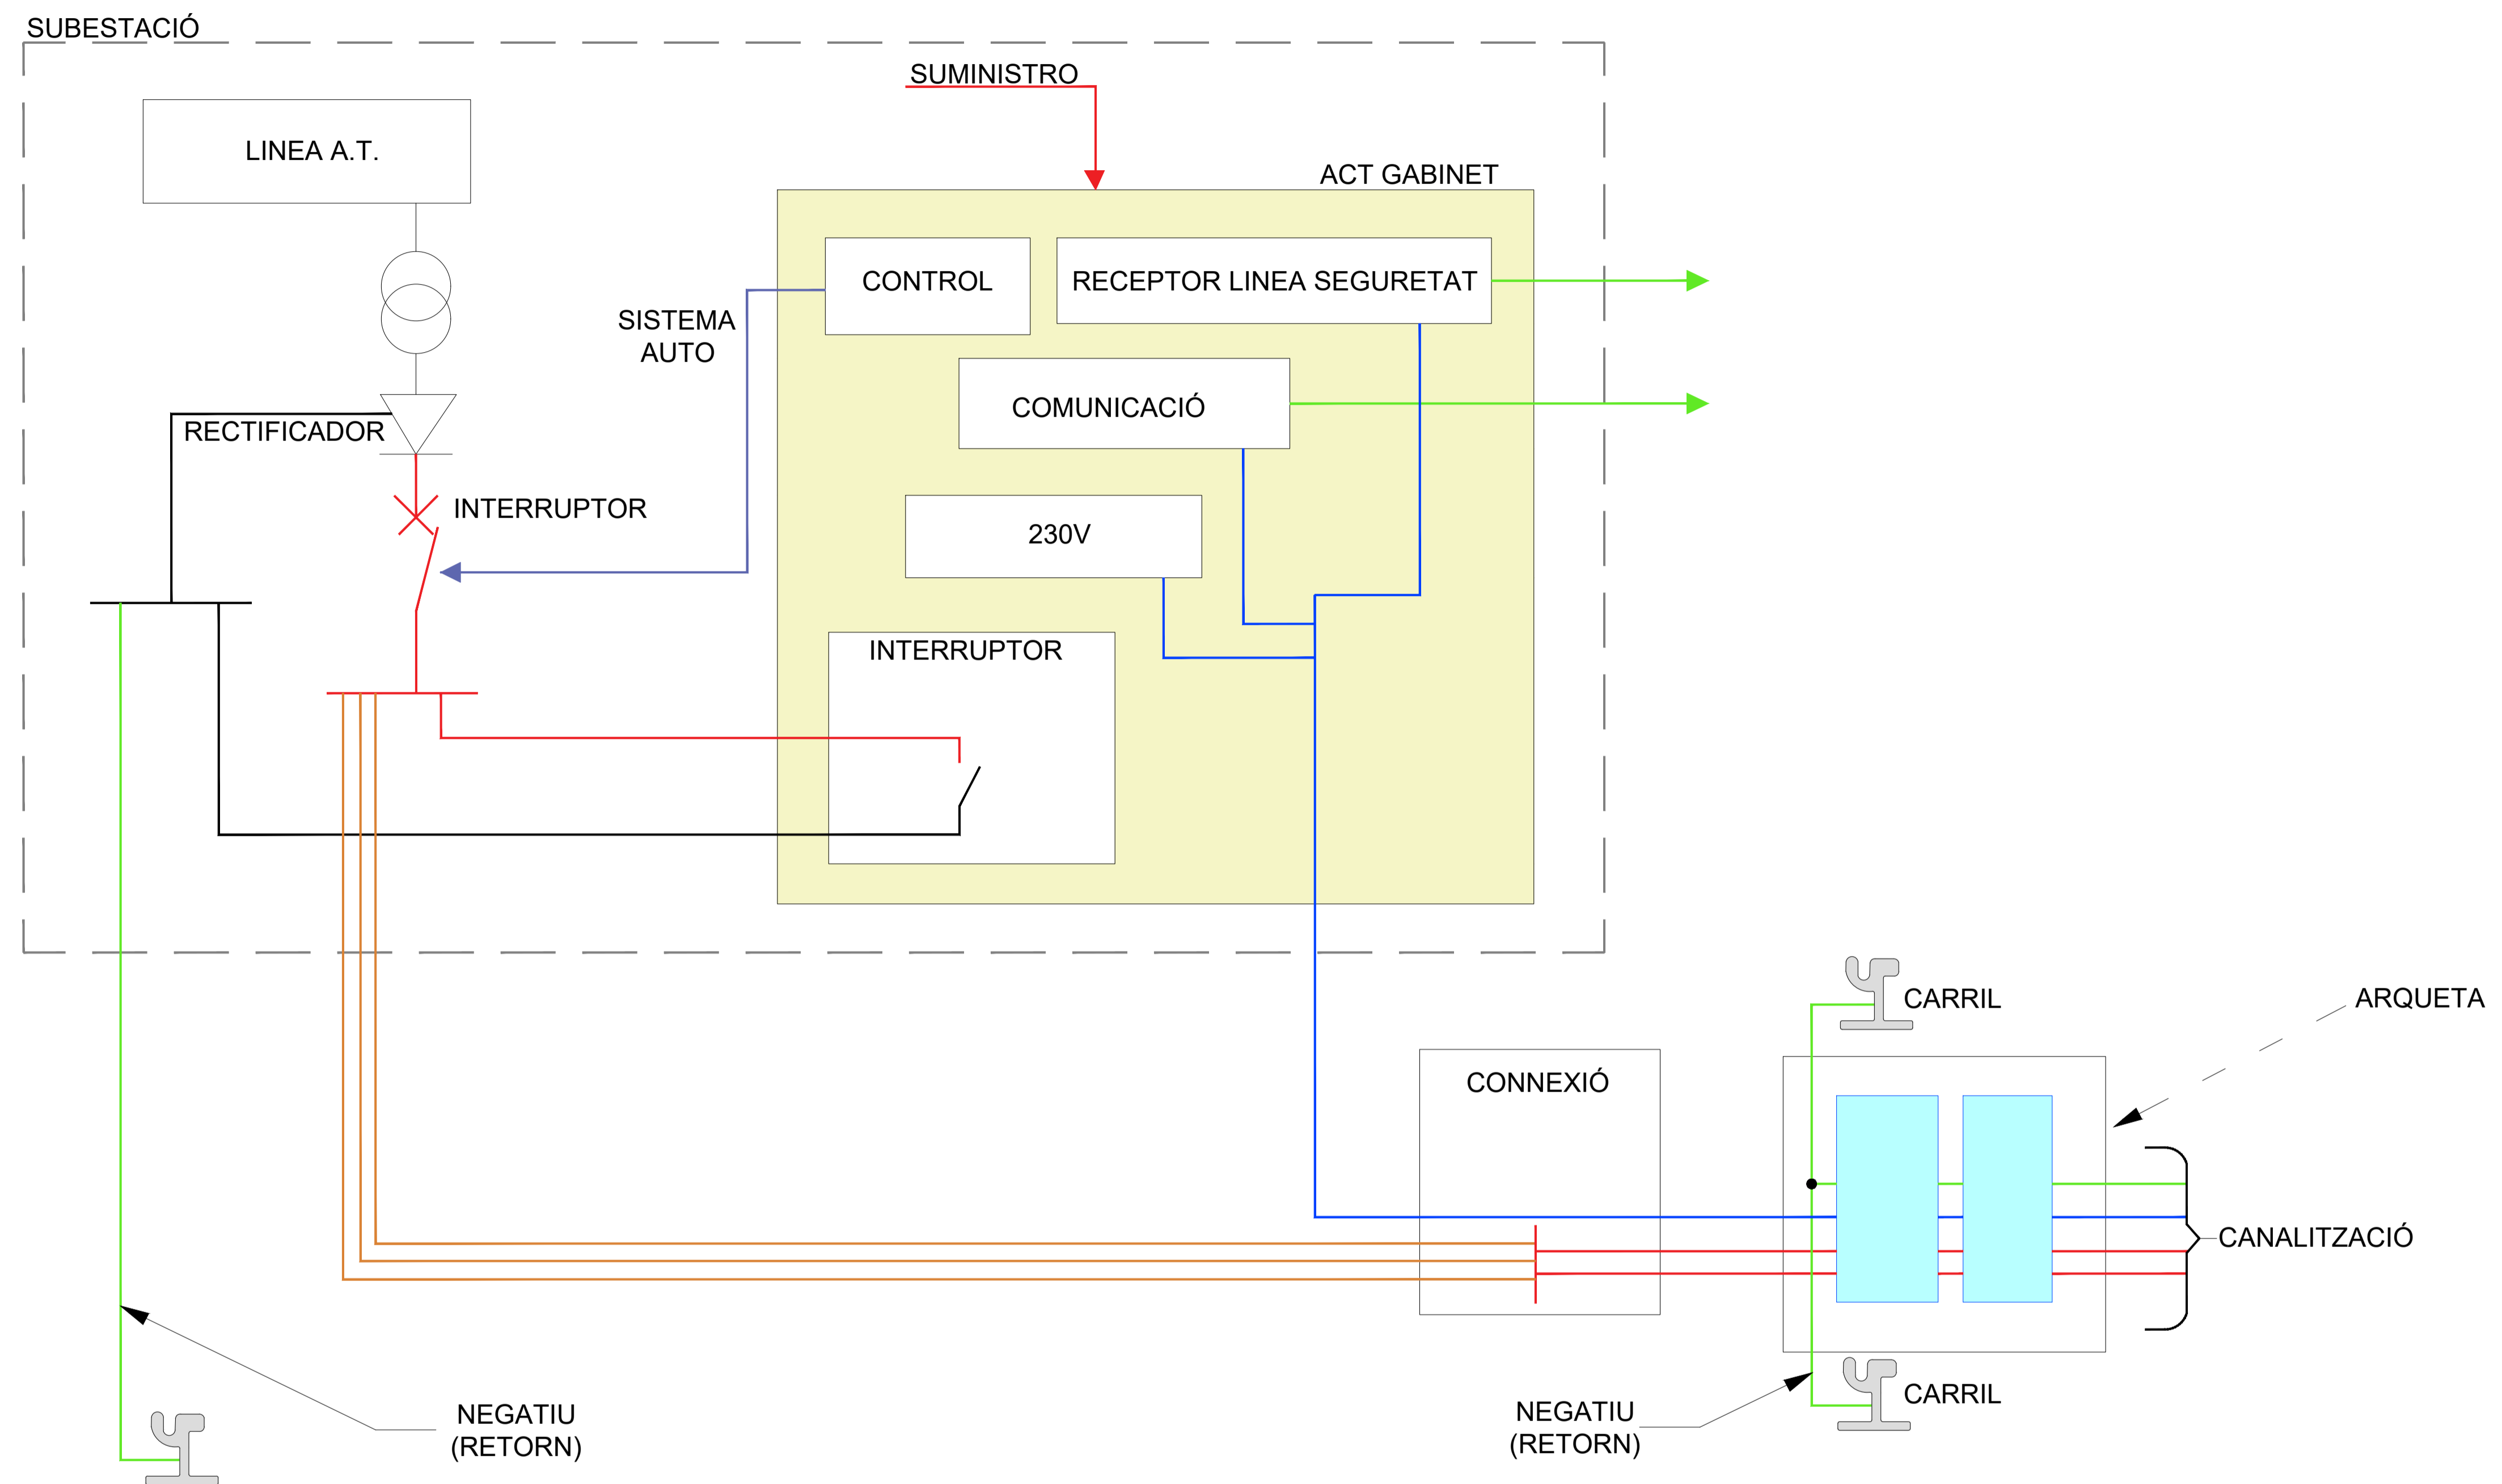 SUBESTACIÓ
SUMINISTRO
LINEA A.T.
ACT GABINET
CONTROL
RECEPTOR LINEA SEGURETAT
SISTEMA
AUTO
COMUNICACIÓ
RECTIFICADOR
INTERRUPTOR
230V
INTERRUPTOR
CARRIL
ARQUETA
CONNEXIÓ
CANALITZACIÓ
CARRIL
NEGATIU
(RETORN)
NEGATIU
(RETORN)